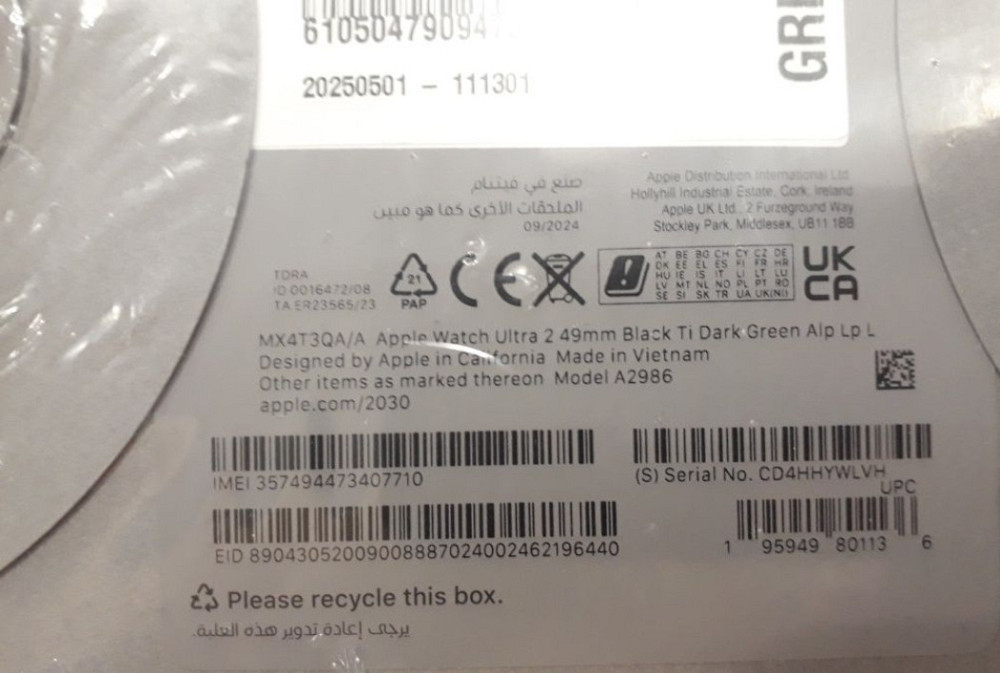 61050479094
20250501 – 111301
GRE
صنع في فيتنام
الملحقات الأخرى كما هو مبين
09/2024
Apple Distribution International Ltd
Hollyhill Industrial Estate, Cork, Ireland
Apple UK Ltd., 2 Furzeground Way
Stockley Park, Middlesex, UB11 1BB
TDRA
ID 0016472/08
TA ER23565/23
21
PAP
CE
AT BE BG CH CY CZ DE
DK EE EL ES FI FR HR
HU IE IS IT LI LT LU
LV MT NL NO PL PT RO
SE SI SK TR UA UK(NI)
UK
CA
MX4T3QA/A Apple Watch Ultra 2 49mm Black Ti Dark Green Alp Lp L
Designed by Apple in California Made in Vietnam
Other items as marked thereon Model A2986
apple.com/2030
IMEI 357494473407710
(S) Serial No. CD4HHYWLVH
UPC
EID 89043052009008887024002462196440
1 95949 80113 6
Please recycle this box.
يرجى إعادة تدوير هذه العلبة.